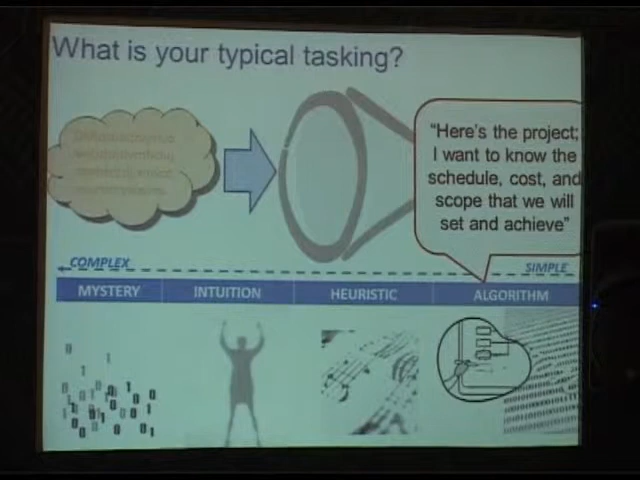 What is your typical tasking?
"Here's the project;
I want to know the
schedule, cost, and
scope that we will
set and achieve"
COMPLEX
SIMPLE
MYSTERY
INTUITION
HEURISTIC
ALGORITHM